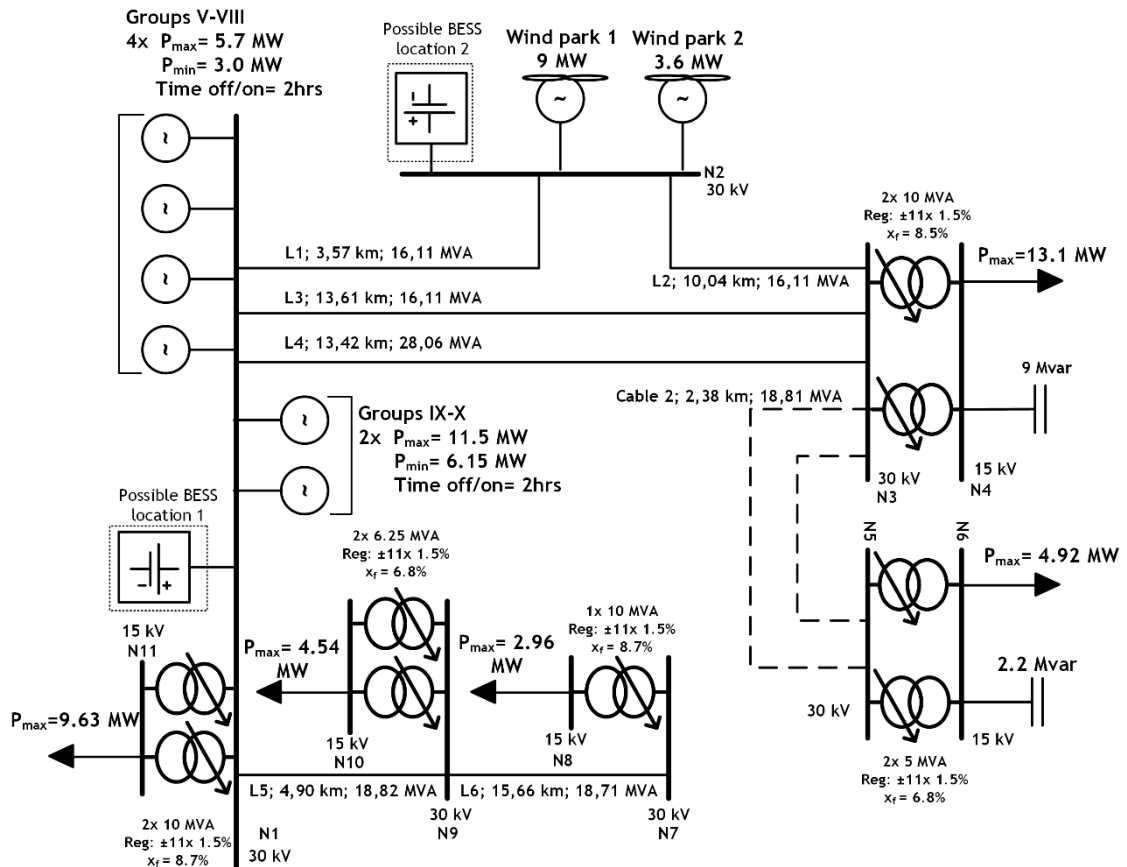 Groups V-VIII
4x Pmax= 5.7 MW
Pmin= 3.0 MW
Time off/on= 2hrs
Possible BESS
location 2
Wind park 1
9 MW
Wind park 2
3.6 MW
~
~
~
~
~
~
N2
30 kV
L1; 3,57 km; 16,11 MVA
L2; 10,04 km; 16,11 MVA
L3; 13,61 km; 16,11 MVA
L4; 13,42 km; 28,06 MVA
2x 10 MVA
Reg: ±11x 1.5%
xf = 8.5%
Pmax=13.1 MW
9 Mvar
Cable 2; 2,38 km; 18,81 MVA
30 kV
N3
15 kV
N4
~
~
Groups IX-X
2x Pmax= 11.5 MW
Pmin= 6.15 MW
Time off/on= 2hrs
Possible BESS
location 1
N5
N6
Pmax= 4.92 MW
2.2 Mvar
30 kV
15 kV
2x 5 MVA
Reg: ±11x 1.5%
xf = 6.8%
2x 6.25 MVA
Reg: ±11x 1.5%
xf = 6.8%
1x 10 MVA
Reg: ±11x 1.5%
xf = 8.7%
15 kV
N11
Pmax= 4.54
MW
Pmax= 2.96
MW
Pmax=9.63 MW
15 kV
N10
15 kV
N8
L5; 4,90 km; 18,82 MVA
L6; 15,66 km; 18,71 MVA
2x 10 MVA
Reg: ±11x 1.5%
xf = 8.7%
N1
30 kV
30 kV
N9
30 kV
N7